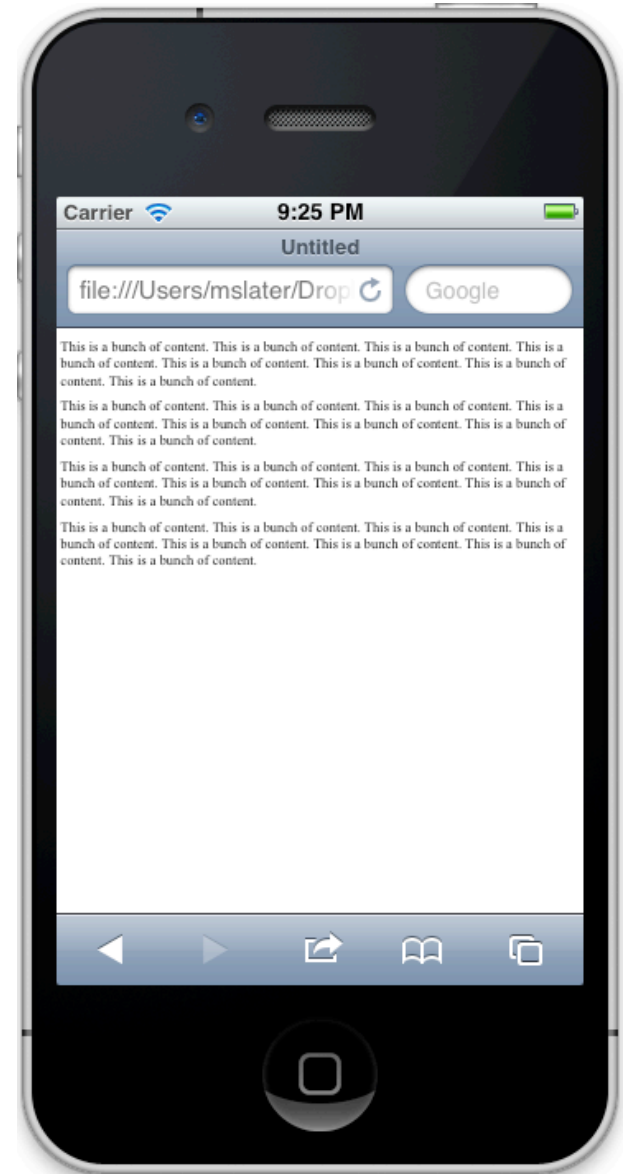 Carrier 9:25 PM
Untitled
file:///Users/mslater/Drop Google
This is a bunch of content. This is a bunch of content. This is a bunch of content. This is a
bunch of content. This is a bunch of content. This is a bunch of content. This is a bunch of
content. This is a bunch of content.
This is a bunch of content. This is a bunch of content. This is a bunch of content. This is a
bunch of content. This is a bunch of content. This is a bunch of content. This is a bunch of
content. This is a bunch of content.
This is a bunch of content. This is a bunch of content. This is a bunch of content. This is a
bunch of content. This is a bunch of content. This is a bunch of content. This is a bunch of
content. This is a bunch of content.
This is a bunch of content. This is a bunch of content. This is a bunch of content. This is a
bunch of content. This is a bunch of content. This is a bunch of content. This is a bunch of
content. This is a bunch of content.